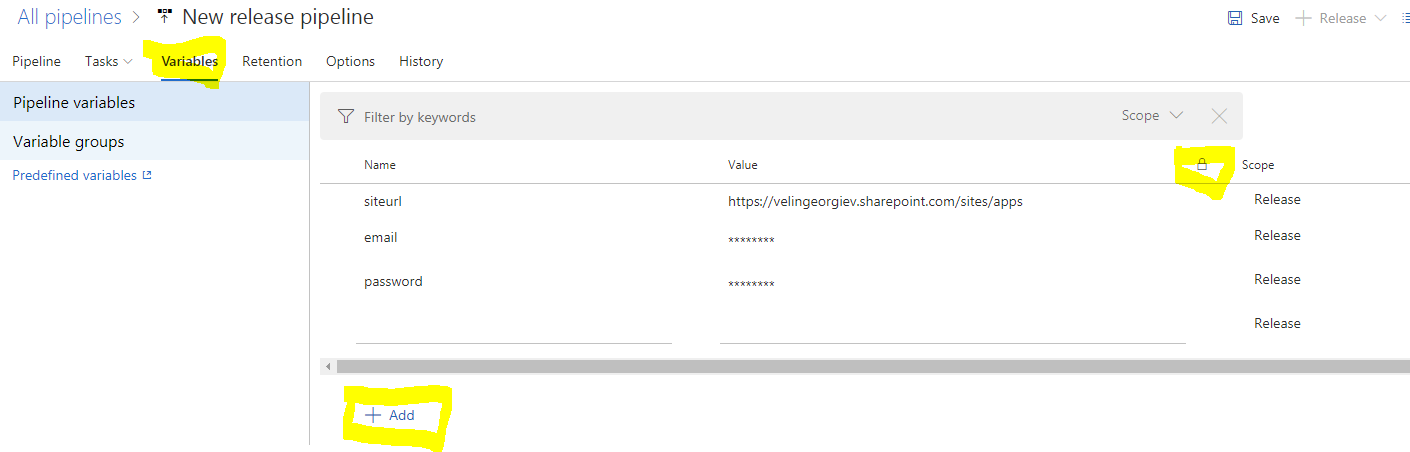 All pipelines > New release pipeline Save + Release
Pipeline Tasks Variables Retention Options History
Pipeline variables
Variable groups
Predefined variables
Filter by keywords Scope
Name Value Scope
siteurl https://velingeorgiev.sharepoint.com/sites/apps Release
email ******** Release
password ******** Release
Release
+ Add